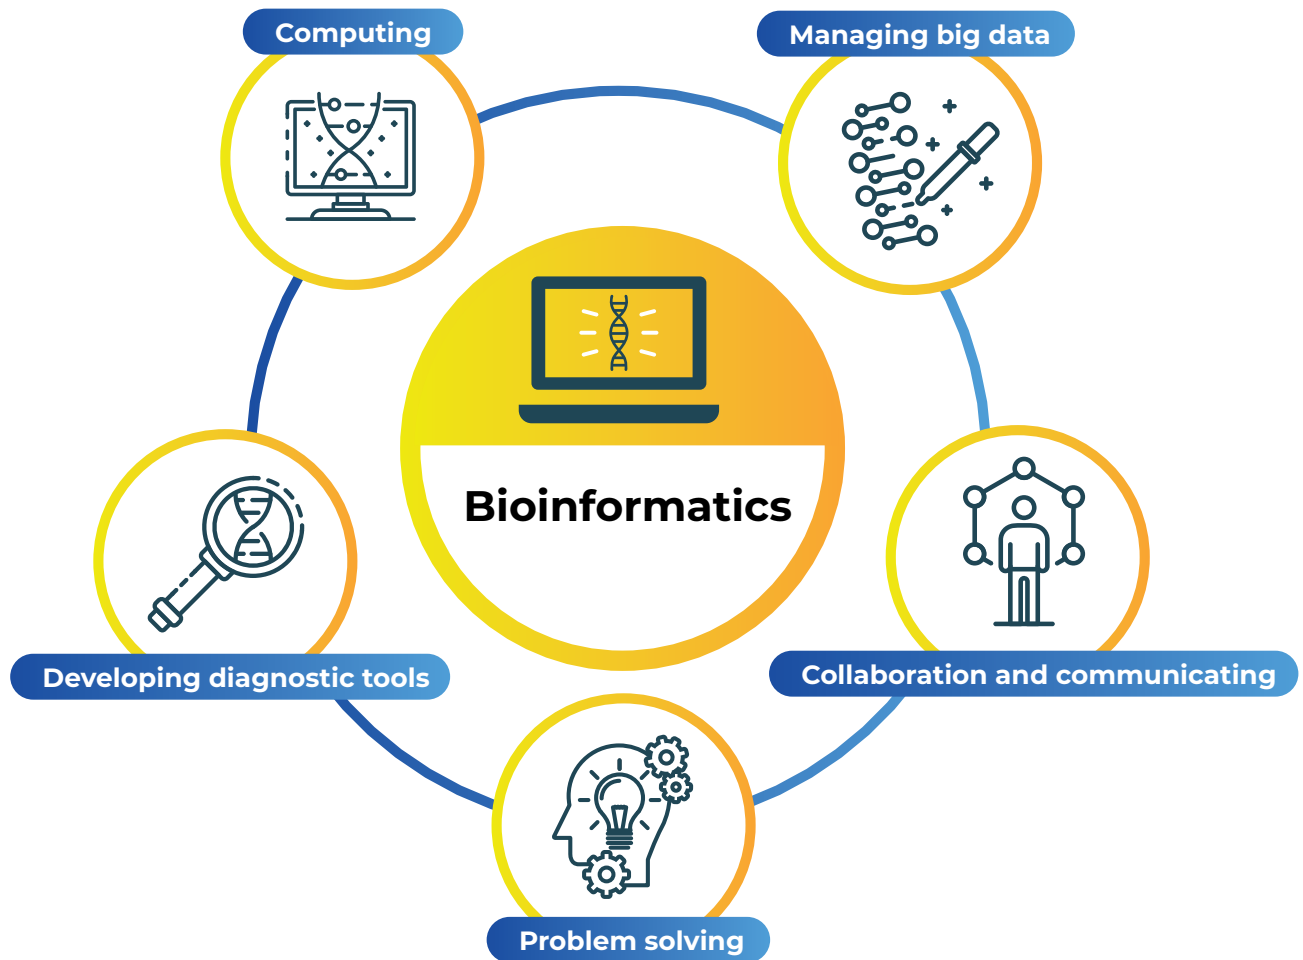 Computing
Managing big data
Bioinformatics
Developing diagnostic tools
Collaboration and communicating
Problem solving